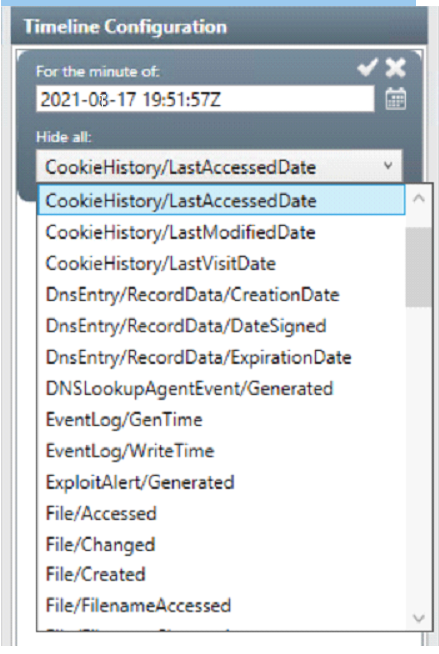 Timeline Configuration
For the minute of:
2021-08-17 19:51:57Z
Hide all:
CookieHistory/LastAccessedDate
CookieHistory/LastAccessedDate
CookieHistory/LastModifiedDate
CookieHistory/LastVisitDate
DnsEntry/RecordData/CreationDate
DnsEntry/RecordData/DateSigned
DnsEntry/RecordData/ExpirationDate
DNSLookupAgentEvent/Generated
EventLog/GenTime
EventLog/WriteTime
ExploitAlert/Generated
File/Accessed
File/Changed
File/Created
File/FilenameAccessed